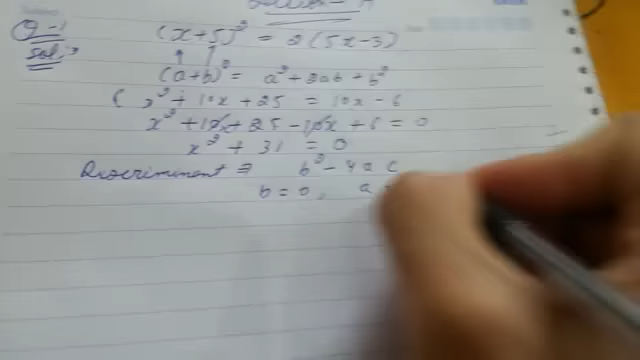 Q-1 (x+5)² = 2(5x-3)
Sol:→
(a+b)² = a²+2ab+b²
( x² + 10x + 25 = 10x - 6
x² + 10x + 25 - 10x + 6 = 0
x² + 31 = 0
Discriminant ⇒ b² - 4ac
b = 0, a